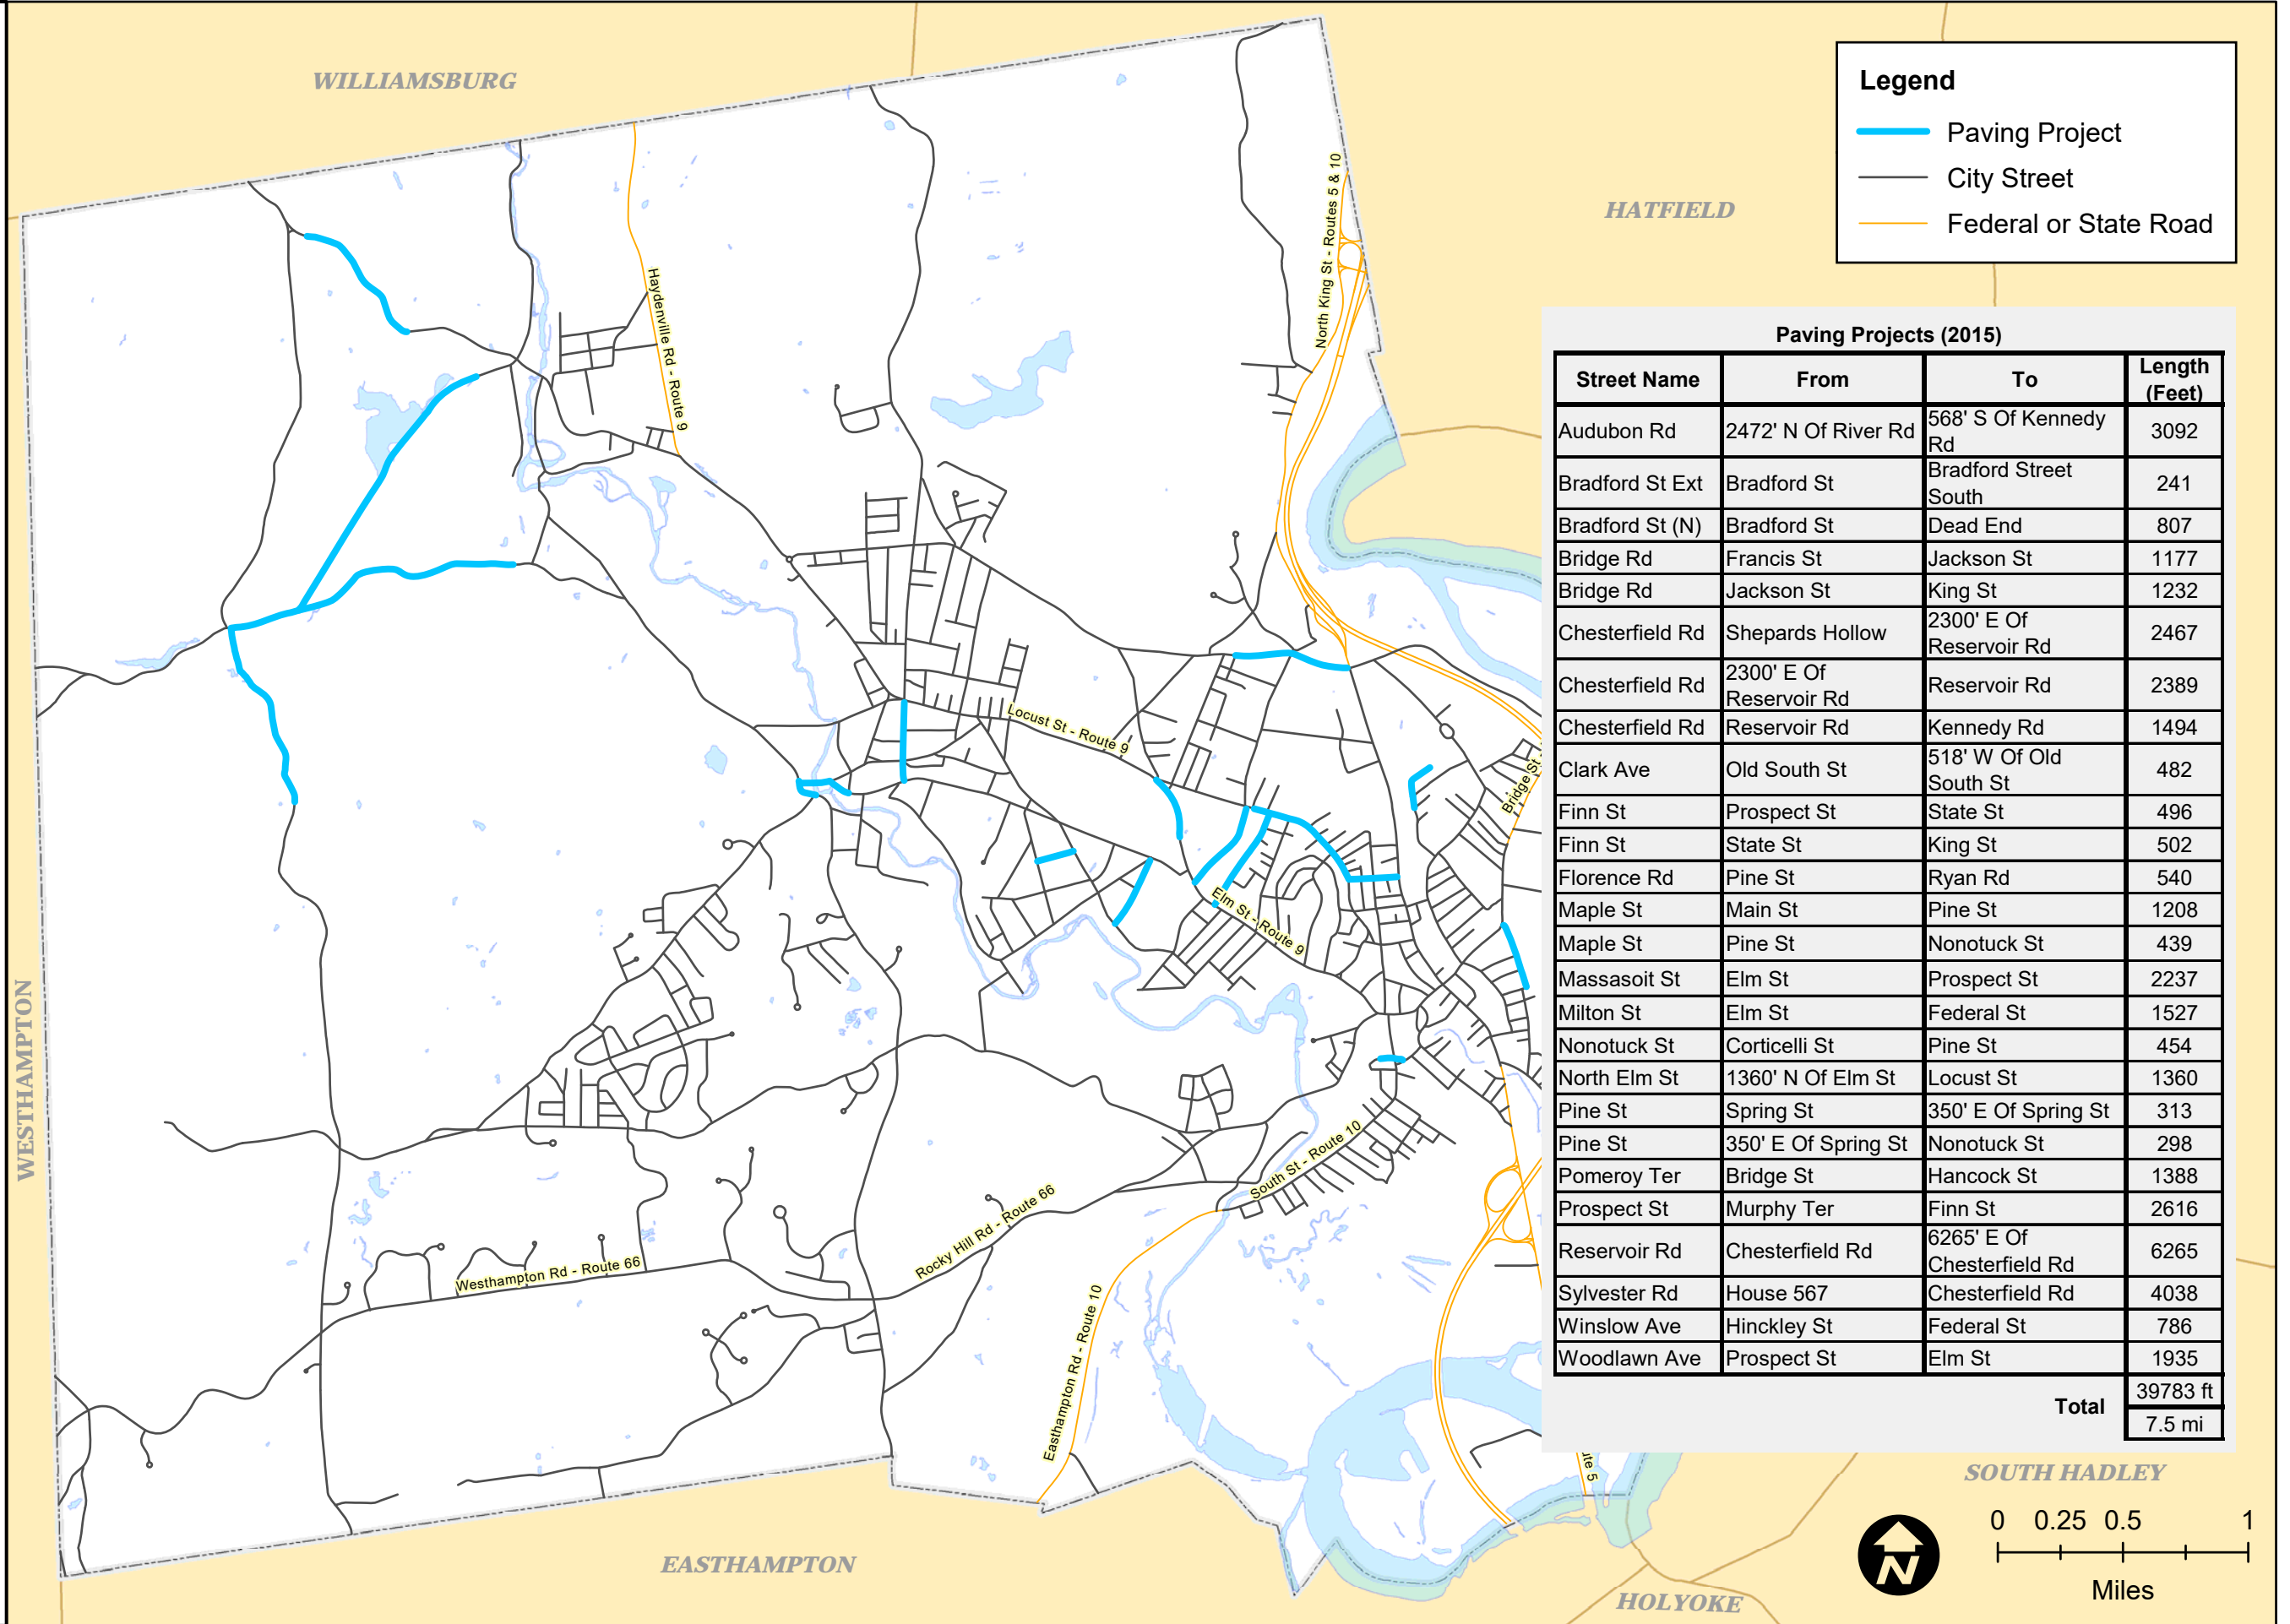 WILLIAMSBURG
HATFIELD
WESTHAMPTON
EASTHAMPTON
SOUTH HADLEY
HOLYOKE
Legend
Paving Project
City Street
Federal or State Road
Haydenville Rd - Route 9
North King St - Routes 5 & 10
Locust St - Route 9
Elm St - Route 9
Bridge St
South St - Route 10
Rocky Hill Rd - Route 66
Westhampton Rd - Route 66
Easthampton Rd - Route 10
ute 5
Paving Projects (2015)
Street Name From To Length
(Feet)
Audubon Rd 2472' N Of River Rd 568' S Of Kennedy
Rd 3092
Bradford St Ext Bradford St Bradford Street
South 241
Bradford St (N) Bradford St Dead End 807
Bridge Rd Francis St Jackson St 1177
Bridge Rd Jackson St King St 1232
Chesterfield Rd Shepards Hollow 2300' E Of
Reservoir Rd 2467
Chesterfield Rd 2300' E Of
Reservoir Rd Reservoir Rd 2389
Chesterfield Rd Reservoir Rd Kennedy Rd 1494
Clark Ave Old South St 518' W Of Old
South St 482
Finn St Prospect St State St 496
Finn St State St King St 502
Florence Rd Pine St Ryan Rd 540
Maple St Main St Pine St 1208
Maple St Pine St Nonotuck St 439
Massasoit St Elm St Prospect St 2237
Milton St Elm St Federal St 1527
Nonotuck St Corticelli St Pine St 454
North Elm St 1360' N Of Elm St Locust St 1360
Pine St Spring St 350' E Of Spring St 313
Pine St 350' E Of Spring St Nonotuck St 298
Pomeroy Ter Bridge St Hancock St 1388
Prospect St Murphy Ter Finn St 2616
Reservoir Rd Chesterfield Rd 6265' E Of
Chesterfield Rd 6265
Sylvester Rd House 567 Chesterfield Rd 4038
Winslow Ave Hinckley St Federal St 786
Woodlawn Ave Prospect St Elm St 1935
Total 39783 ft
7.5 mi
N
0 0.25 0.5 1
Miles